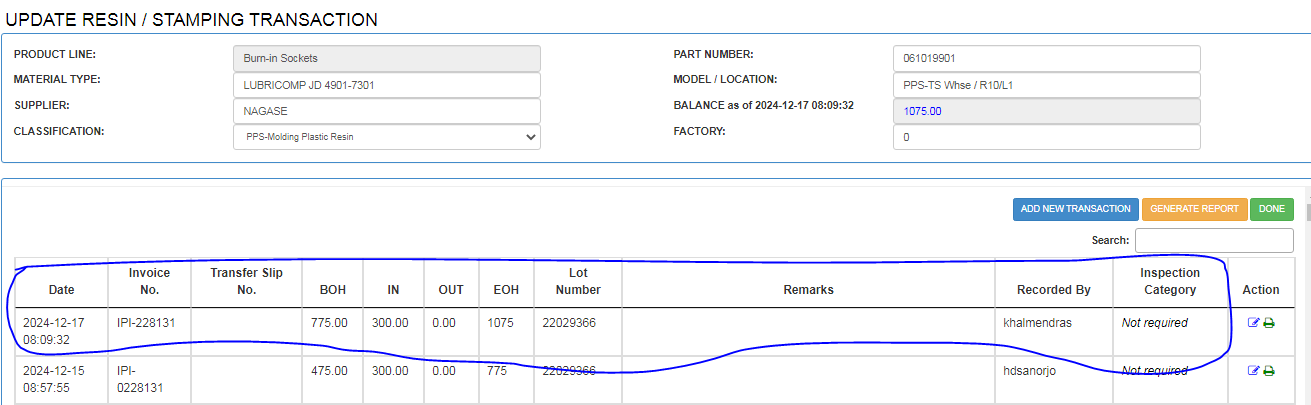 UPDATE RESIN / STAMPING TRANSACTION
PRODUCT LINE: Burn-in Sockets PART NUMBER: 061019901
MATERIAL TYPE: LUBRICOMP JD 4901-7301 MODEL / LOCATION: PPS-TS Whse / R10/L1
SUPPLIER: NAGASE BALANCE as of 2024-12-17 08:09:32 1075.00
CLASSIFICATION: PPS-Molding Plastic Resin FACTORY: 0
ADD NEW TRANSACTION GENERATE REPORT DONE
Search:
Date Invoice No. Transfer Slip No. BOH IN OUT EOH Lot Number Remarks Recorded By Inspection Category Action
2024-12-17 08:09:32 IPI-228131 775.00 300.00 0.00 1075 22029366 khalmendras Not required
2024-12-15 08:57:55 IPI-0228131 475.00 300.00 0.00 775 22029366 hdsanorjo Not required